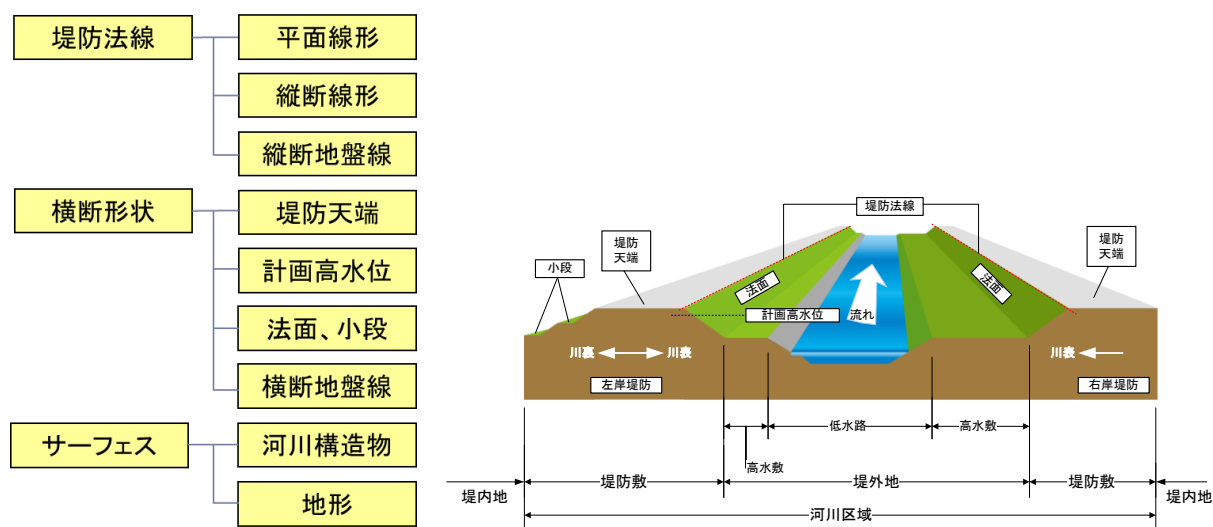 堤防法線
平面線形
縦断線形
縦断地盤線
横断形状
堤防天端
計画高水位
法面、小段
横断地盤線
サーフェス
河川構造物
地形
堤防法線
堤防
天端
堤防
天端
小段
法面
法面
計画高水位
流れ
川裏
川表
川表
左岸堤防
右岸堤防
低水路
高水敷
高水敷
堤内地
堤防敷
堤外地
堤防敷
堤内地
河川区域